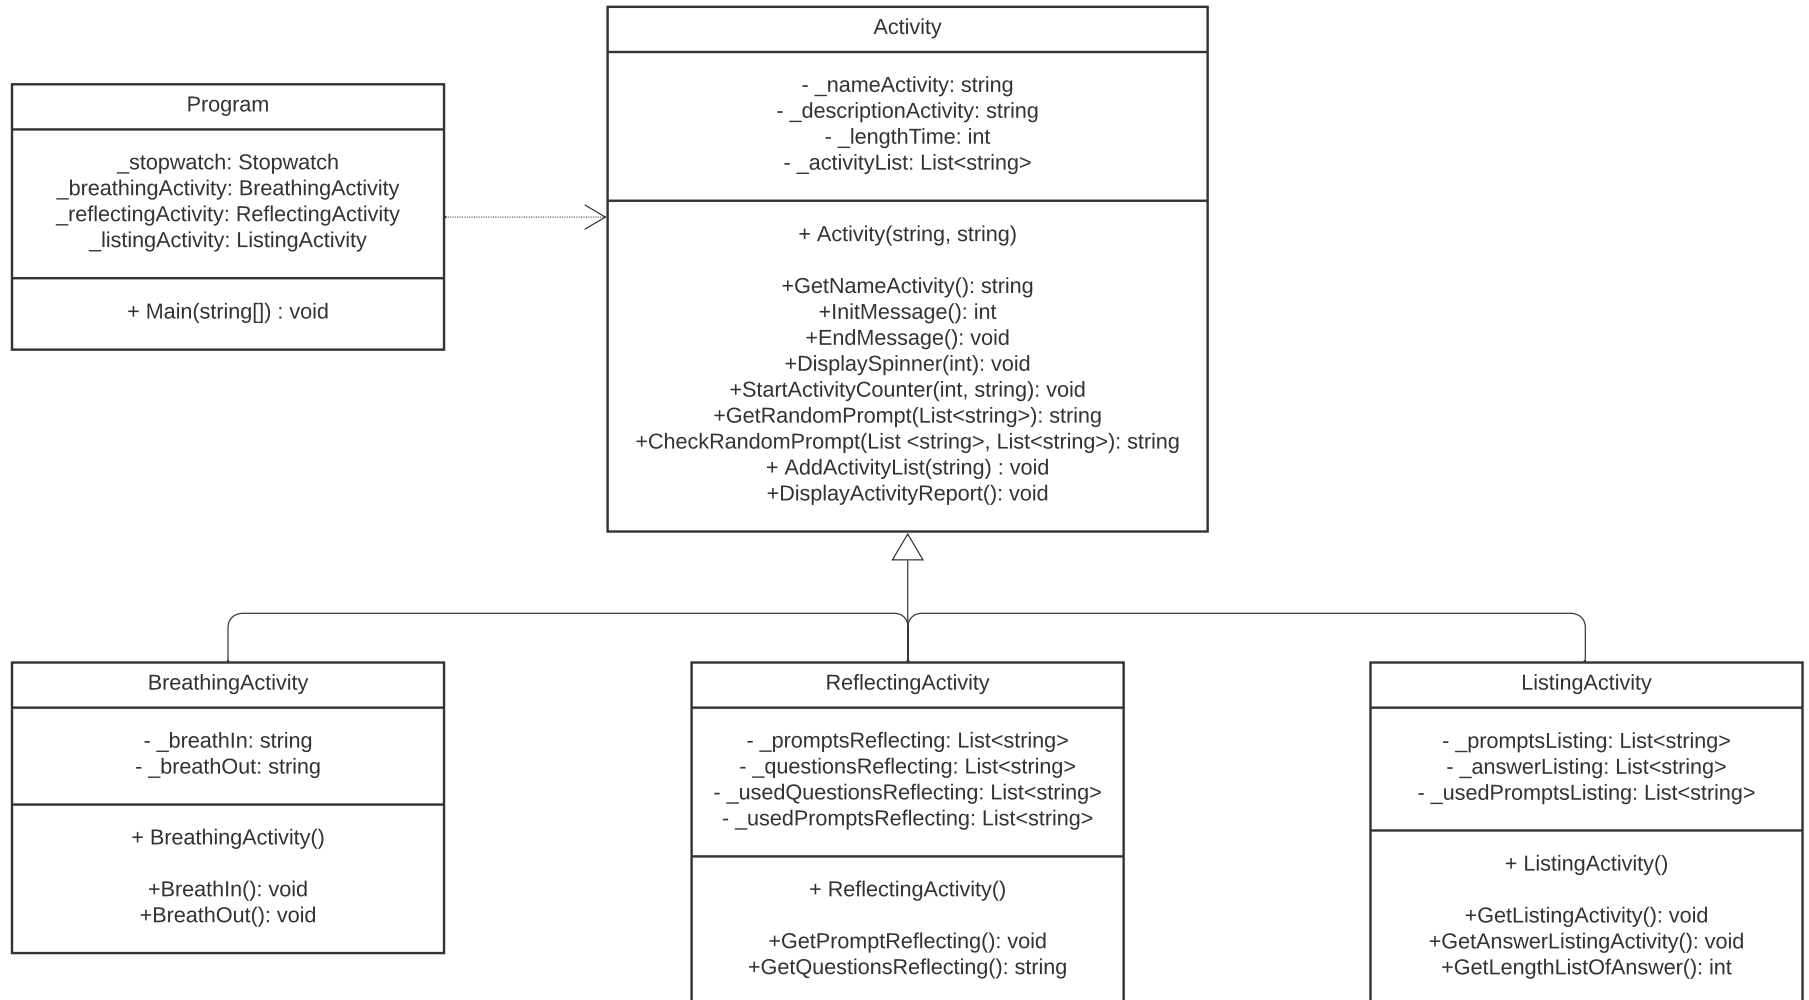 Program
_stopwatch: Stopwatch
_breathingActivity: BreathingActivity
_reflectingActivity: ReflectingActivity
_listingActivity: ListingActivity
+ Main(string[]) : void
Activity
- _nameActivity: string
- _descriptionActivity: string
- _lengthTime: int
- _activityList: List<string>
+ Activity(string, string)
+GetNameActivity(): string
+InitMessage(): int
+EndMessage(): void
+DisplaySpinner(int): void
+StartActivityCounter(int, string): void
+GetRandomPrompt(List<string>): string
+CheckRandomPrompt(List <string>, List<string>): string
+ AddActivityList(string) : void
+DisplayActivityReport(): void
BreathingActivity
- _breathIn: string
- _breathOut: string
+ BreathingActivity()
+BreathIn(): void
+BreathOut(): void
ReflectingActivity
- _promptsReflecting: List<string>
- _questionsReflecting: List<string>
- _usedQuestionsReflecting: List<string>
- _usedPromptsReflecting: List<string>
+ ReflectingActivity()
+GetPromptReflecting(): void
+GetQuestionsReflecting(): string
ListingActivity
- _promptsListing: List<string>
- _answerListing: List<string>
- _usedPromptsListing: List<string>
+ ListingActivity()
+GetListingActivity(): void
+GetAnswerListingActivity(): void
+GetLengthListOfAnswer(): int